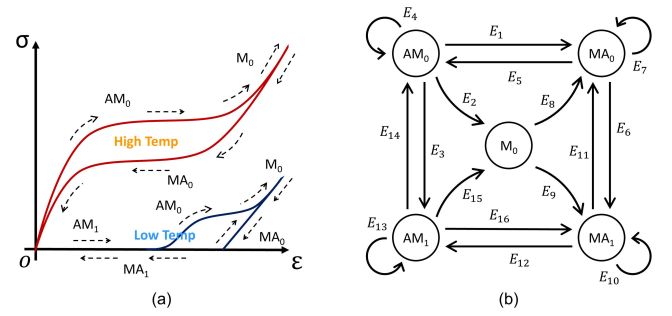 σ
M₀
AM₀
High Temp
MA₀
M₀
AM₀
AM₁
Low Temp
MA₀
O
MA₁
ε
(a)
E₄
AM₀
E₁
MA₀
E₅
E₇
E₂
E₈
E₁₄
E₃
M₀
E₁₁
E₆
E₁₅
E₉
E₁₃
AM₁
E₁₆
MA₁
E₁₂
E₁₀
(b)